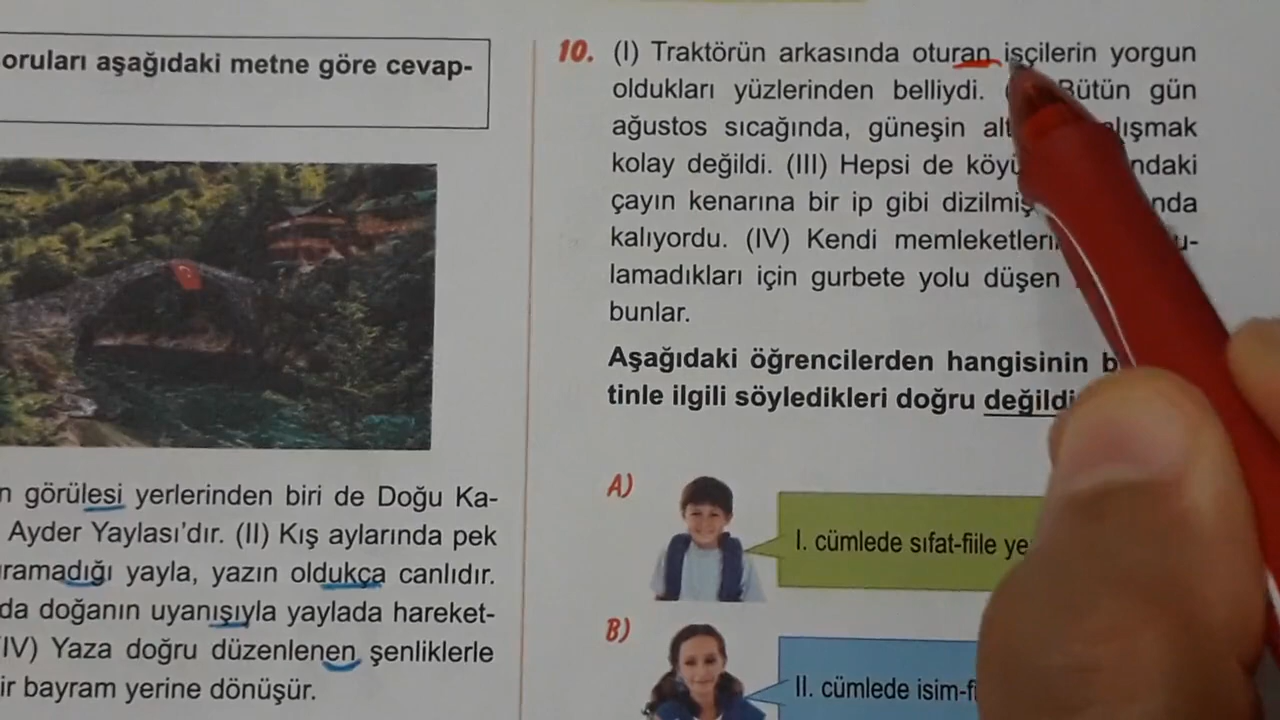 oruları aşağıdaki metne göre cevap-
n görülesi yerlerinden biri de Doğu Ka-
Ayder Yaylası'dır. (II) Kış aylarında pek
ramadığı yayla, yazın oldukça canlıdır.
da doğanın uyanışıyla yaylada hareket-
IV) Yaza doğru düzenlenen şenliklerle
ir bayram yerine dönüşür.
10. (I) Traktörün arkasında oturan işçilerin yorgun
oldukları yüzlerinden belliydi. Bütün gün
ağustos sıcağında, güneşin alt lışmak
kolay değildi. (III) Hepsi de köyü ndaki
çayın kenarına bir ip gibi dizilmiş nda
kalıyordu. (IV) Kendi memleketleri u-
lamadıkları için gurbete yolu düşen
bunlar.
Aşağıdaki öğrencilerden hangisinin b
tinle ilgili söyledikleri doğru değildi
A)
I. cümlede sıfat-fiile ye
B)
II. cümlede isim-fi